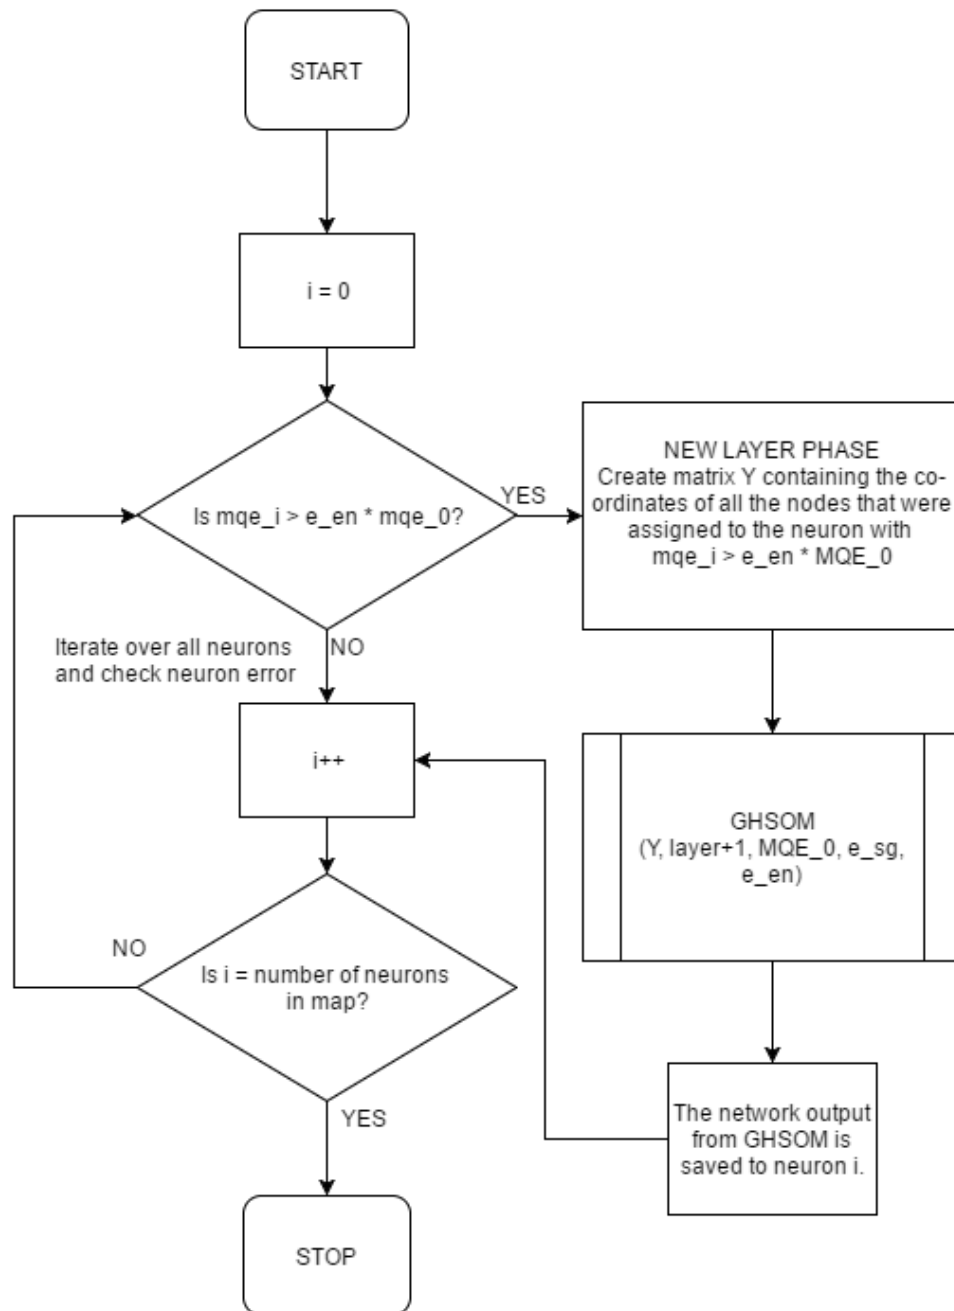 START
i = 0
Is mqe_i > e_en * mqe_0?
YES
NEW LAYER PHASE
Create matrix Y containing the co-
ordinates of all the nodes that were
assigned to the neuron with
mqe_i > e_en * MQE_0
Iterate over all neurons
and check neuron error
NO
i++
GHSOM
(Y, layer+1, MQE_0, e_sg,
e_en)
NO
Is i = number of neurons
in map?
YES
The network output
from GHSOM is
saved to neuron i.
STOP